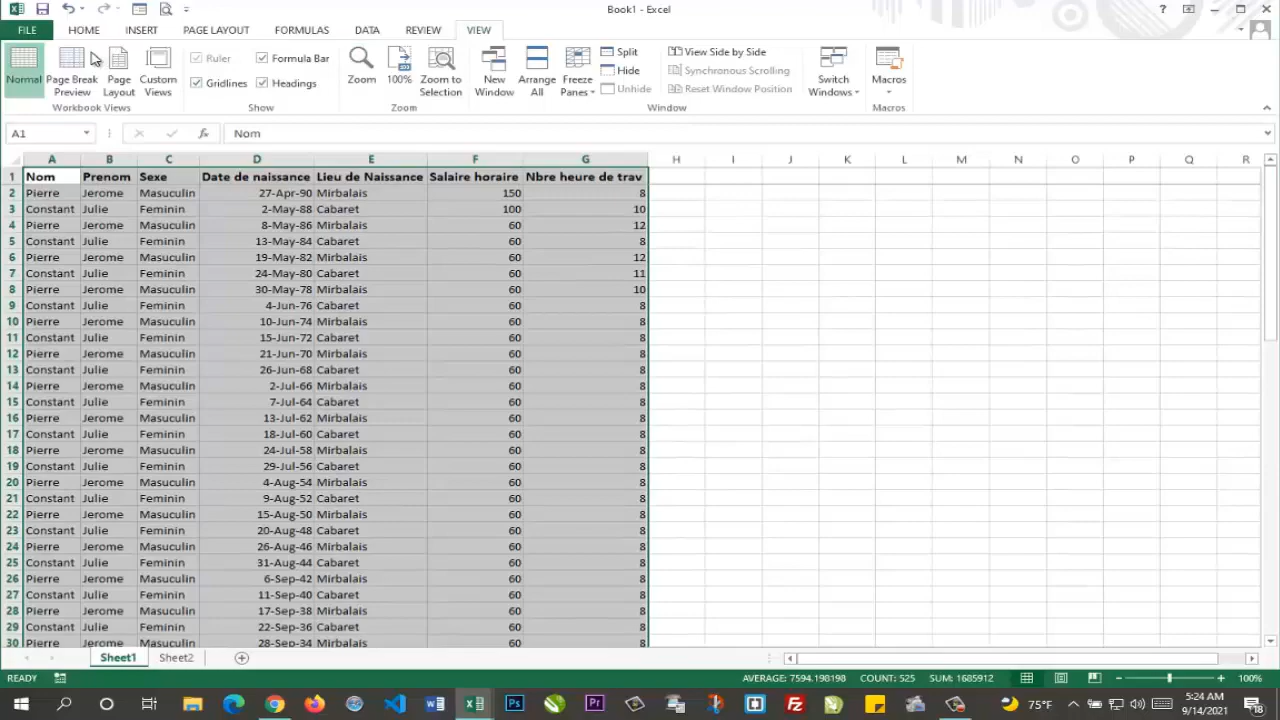 Book1 - Excel
FILE HOME INSERT PAGE LAYOUT FORMULAS DATA REVIEW VIEW
Normal Page Break Preview Page Layout Custom Views
Ruler Formula Bar
Gridlines Headings
Zoom 100% Zoom to Selection
New Window Arrange All Freeze Panes
Split
Hide
Unhide
View Side by Side
Synchronous Scrolling
Reset Window Position
Switch Windows Macros
Workbook Views Show Zoom Window Macros
A1 fx Nom
A B C D E F G H I J K L M N O P Q R
1 Nom Prenom Sexe Date de naissance Lieu de Naissance Salaire horaire Nbre heure de trav
2 Pierre Jerome Masuculin 27-Apr-90 Mirbalais 150 8
3 Constant Julie Feminin 2-May-88 Cabaret 100 10
4 Pierre Jerome Masuculin 8-May-86 Mirbalais 60 12
5 Constant Julie Feminin 13-May-84 Cabaret 60 8
6 Pierre Jerome Masuculin 19-May-82 Mirbalais 60 12
7 Constant Julie Feminin 24-May-80 Cabaret 60 11
8 Pierre Jerome Masuculin 30-May-78 Mirbalais 60 10
9 Constant Julie Feminin 4-Jun-76 Cabaret 60 8
10 Pierre Jerome Masuculin 10-Jun-74 Mirbalais 60 8
11 Constant Julie Feminin 15-Jun-72 Cabaret 60 8
12 Pierre Jerome Masuculin 21-Jun-70 Mirbalais 60 8
13 Constant Julie Feminin 26-Jun-68 Cabaret 60 8
14 Pierre Jerome Masuculin 2-Jul-66 Mirbalais 60 8
15 Constant Julie Feminin 7-Jul-64 Cabaret 60 8
16 Pierre Jerome Masuculin 13-Jul-62 Mirbalais 60 8
17 Constant Julie Feminin 18-Jul-60 Cabaret 60 8
18 Pierre Jerome Masuculin 24-Jul-58 Mirbalais 60 8
19 Constant Julie Feminin 29-Jul-56 Cabaret 60 8
20 Pierre Jerome Masuculin 4-Aug-54 Mirbalais 60 8
21 Constant Julie Feminin 9-Aug-52 Cabaret 60 8
22 Pierre Jerome Masuculin 15-Aug-50 Mirbalais 60 8
23 Constant Julie Feminin 20-Aug-48 Cabaret 60 8
24 Pierre Jerome Masuculin 26-Aug-46 Mirbalais 60 8
25 Constant Julie Feminin 31-Aug-44 Cabaret 60 8
26 Pierre Jerome Masuculin 6-Sep-42 Mirbalais 60 8
27 Constant Julie Feminin 11-Sep-40 Cabaret 60 8
28 Pierre Jerome Masuculin 17-Sep-38 Mirbalais 60 8
29 Constant Julie Feminin 22-Sep-36 Cabaret 60 8
30 Pierre Jerome Masuculin 28-Sep-34 Mirbalais 60 8
Sheet1 Sheet2
READY AVERAGE: 7594.198198 COUNT: 525 SUM: 1685912 100%
Ps Pr 75°F 5:24 AM
9/14/2021 18